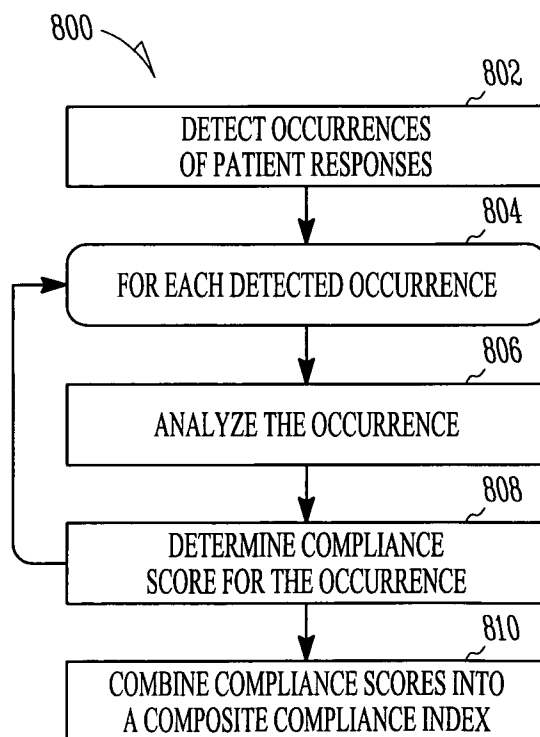 800
802
DETECT OCCURRENCES
OF PATIENT RESPONSES
804
FOR EACH DETECTED OCCURRENCE
806
ANALYZE THE OCCURRENCE
808
DETERMINE COMPLIANCE
SCORE FOR THE OCCURRENCE
810
COMBINE COMPLIANCE SCORES INTO
A COMPOSITE COMPLIANCE INDEX